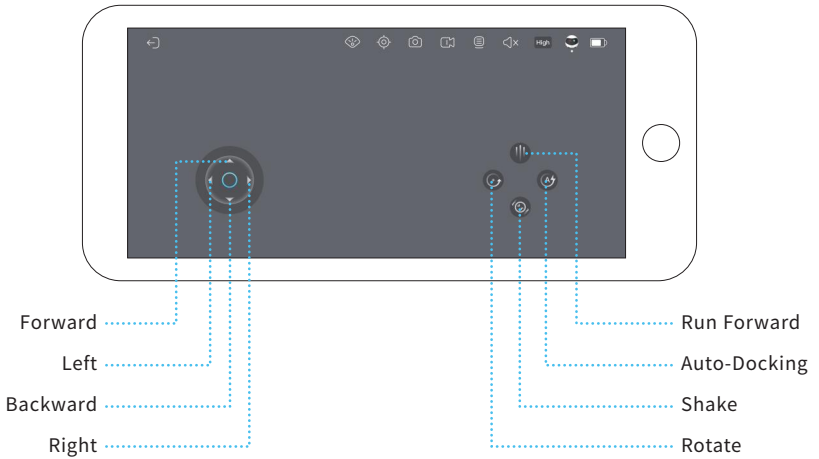 High
Forward
Left
Backward
Right
Run Forward
Auto-Docking
Shake
Rotate